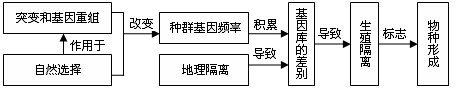 突变和基因重组
作用于
自然选择
改变
种群基因频率
积累
地理隔离
导致
基因库的差别
导致
生殖隔离
标志
物种形成